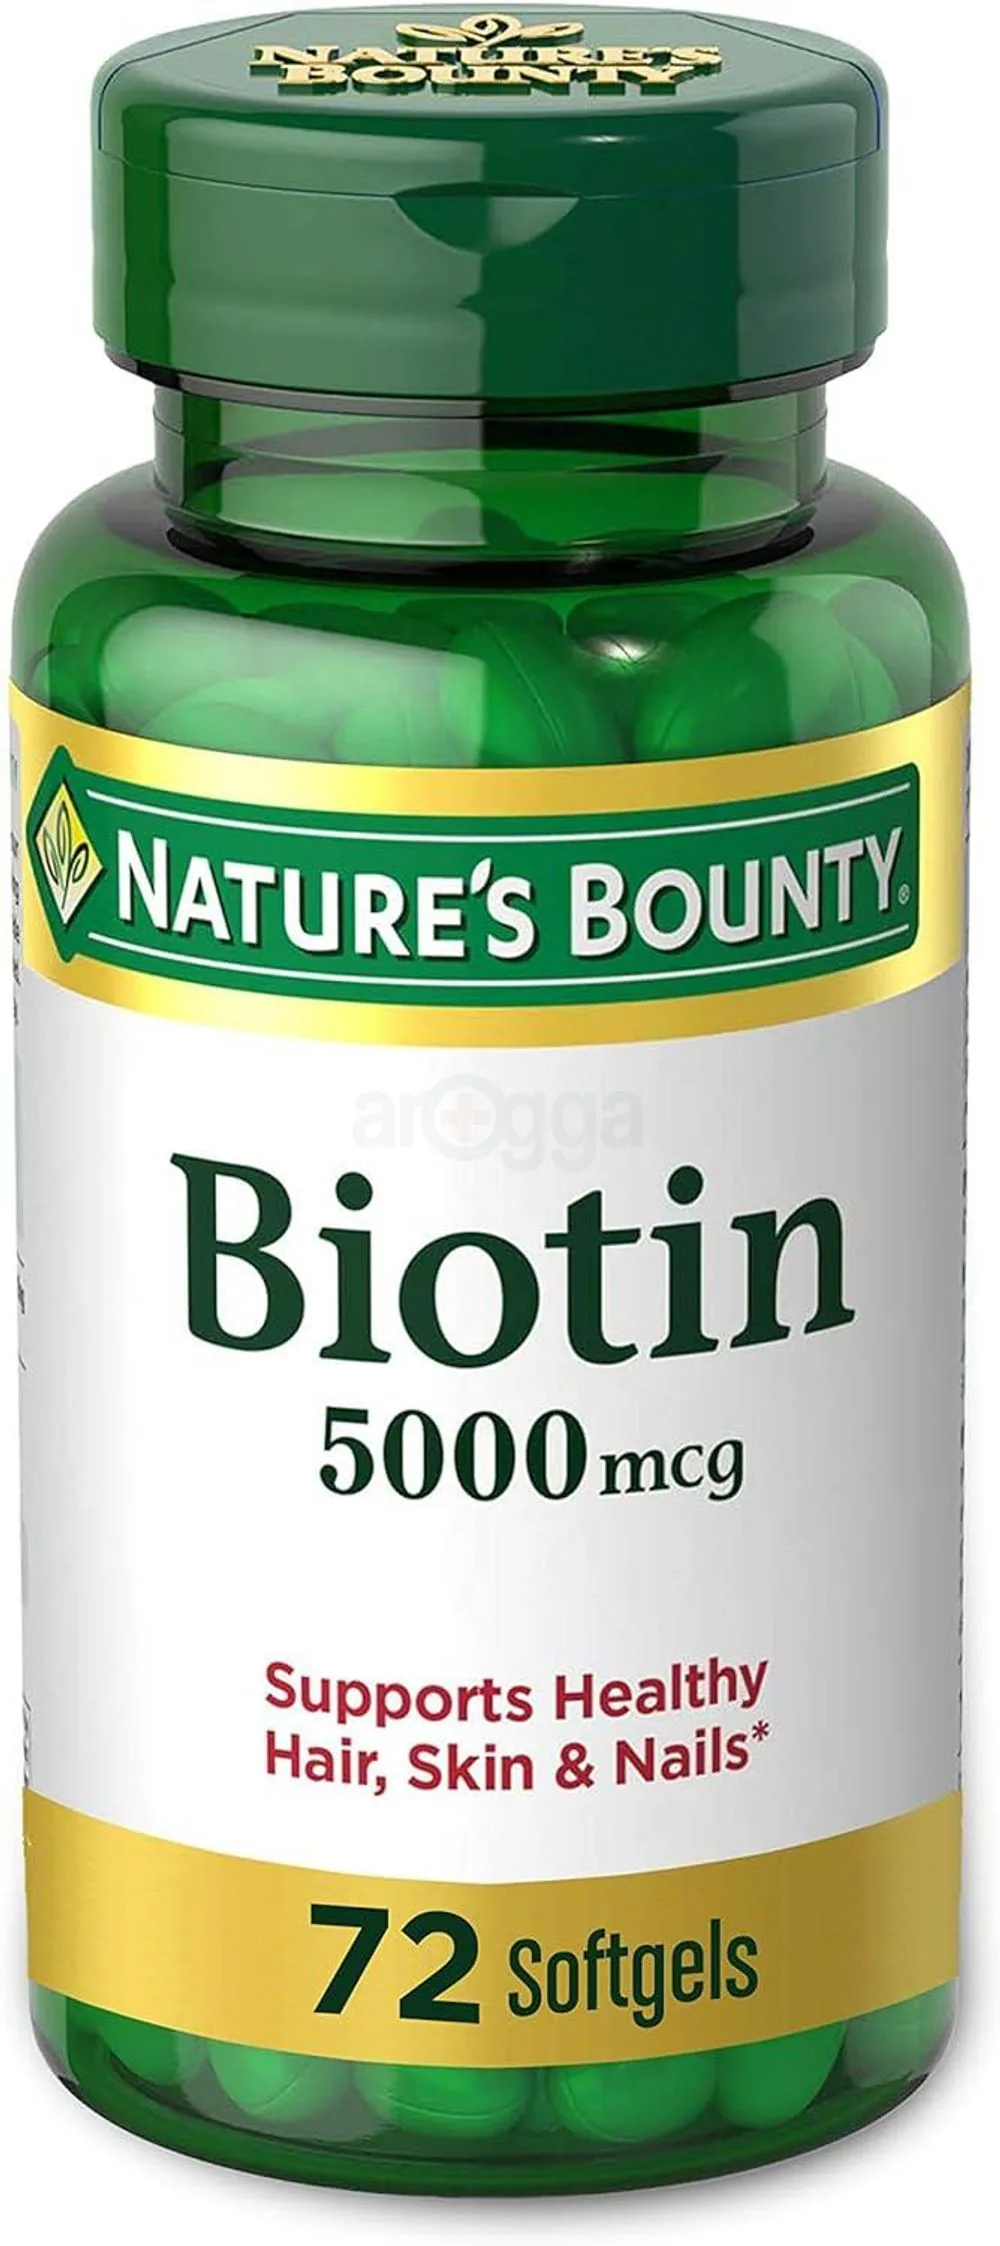 NATURE'S
BOUNTY
NATURE'S BOUNTY®
arogga
Biotin
5000 mcg
Supports Healthy
Hair, Skin & Nails*
72 Softgels